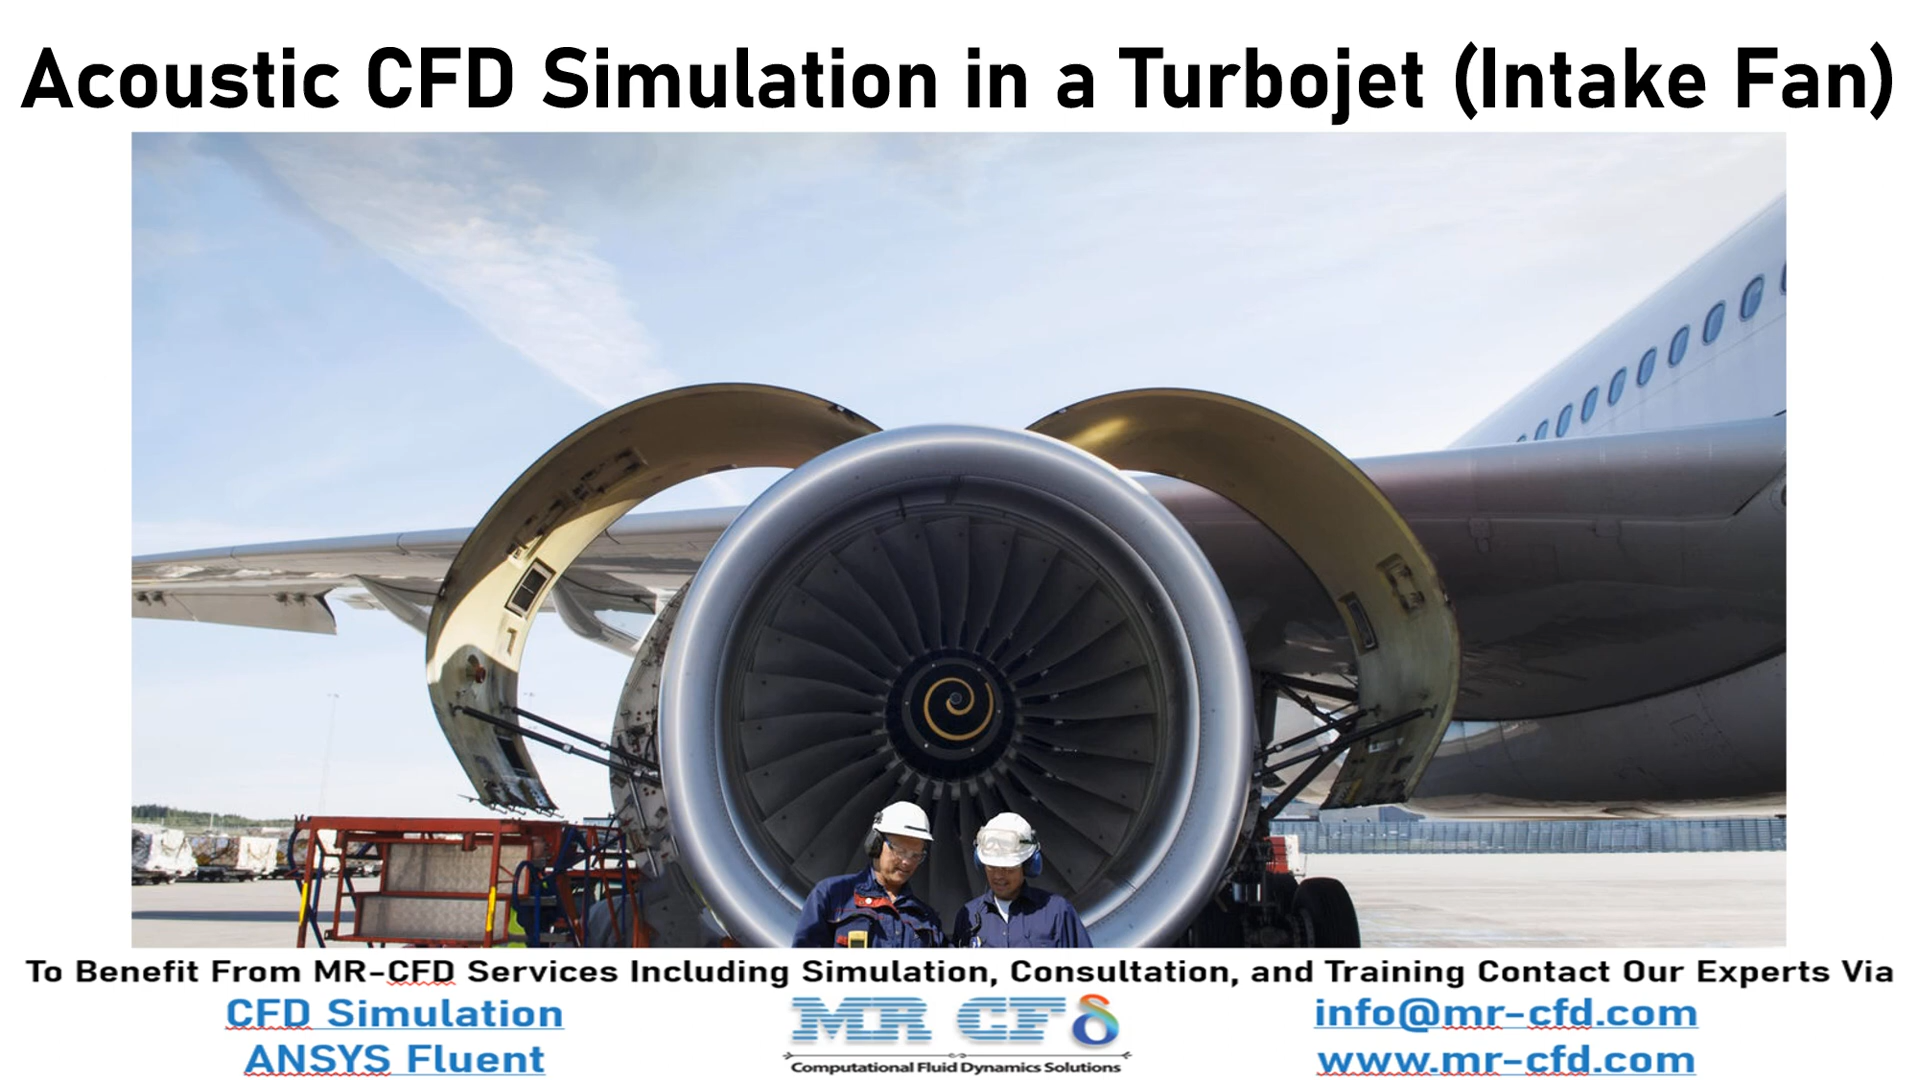 Acoustic CFD Simulation in a Turbojet (Intake Fan)
To Benefit From MR-CFD Services Including Simulation, Consultation, and Training Contact Our Experts Via
CFD Simulation
ANSYS Fluent
MR CFD
Computational Fluid Dynamics Solutions
info@mr-cfd.com
www.mr-cfd.com